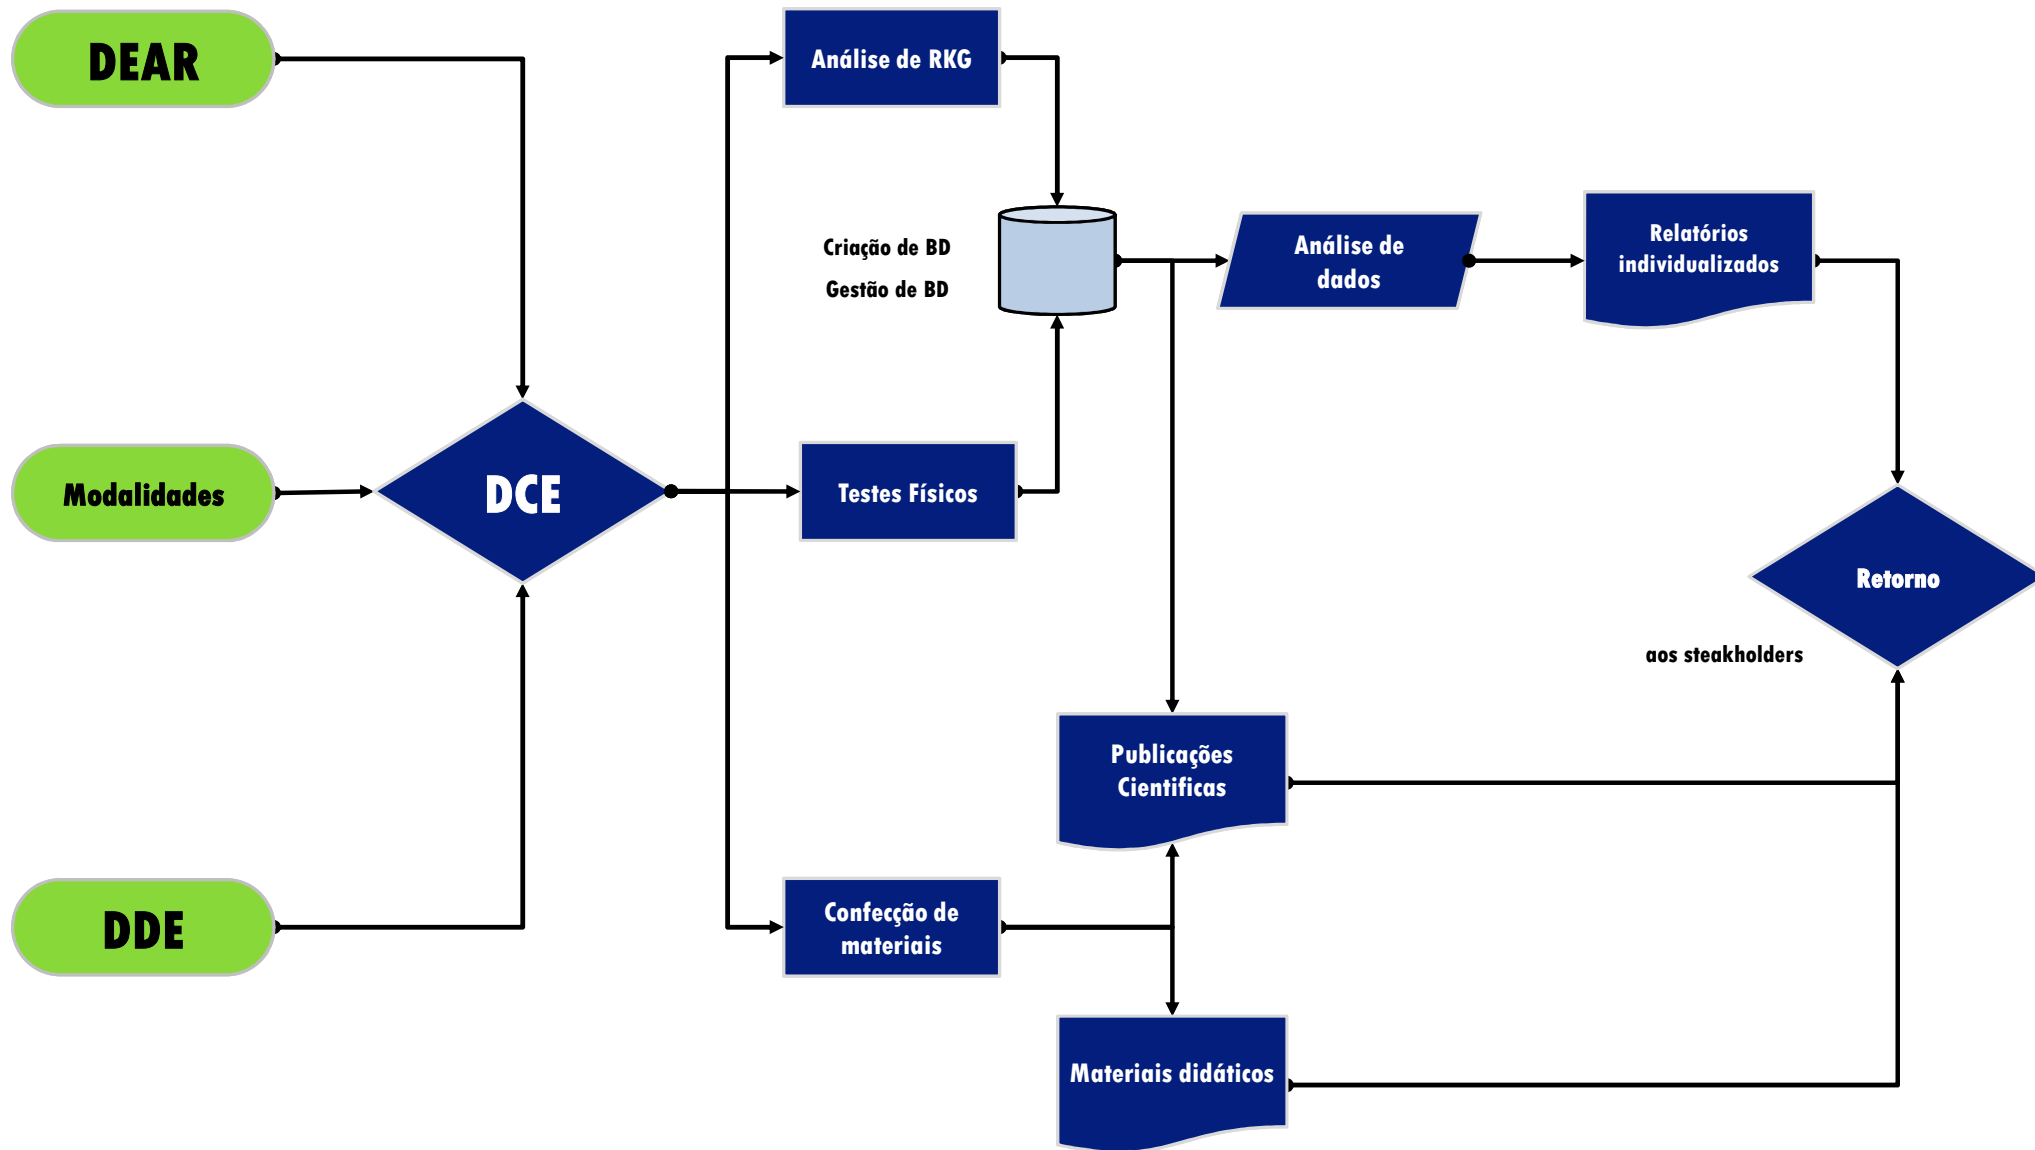 DEAR
Análise de RKG
Criação de BD
Gestão de BD
Análise de
dados
Relatórios
individualizados
Modalidades
DCE
Testes Físicos
Retorno
aos steakholders
Publicações
Cientificas
DDE
Confecção de
materiais
Materiais didáticos